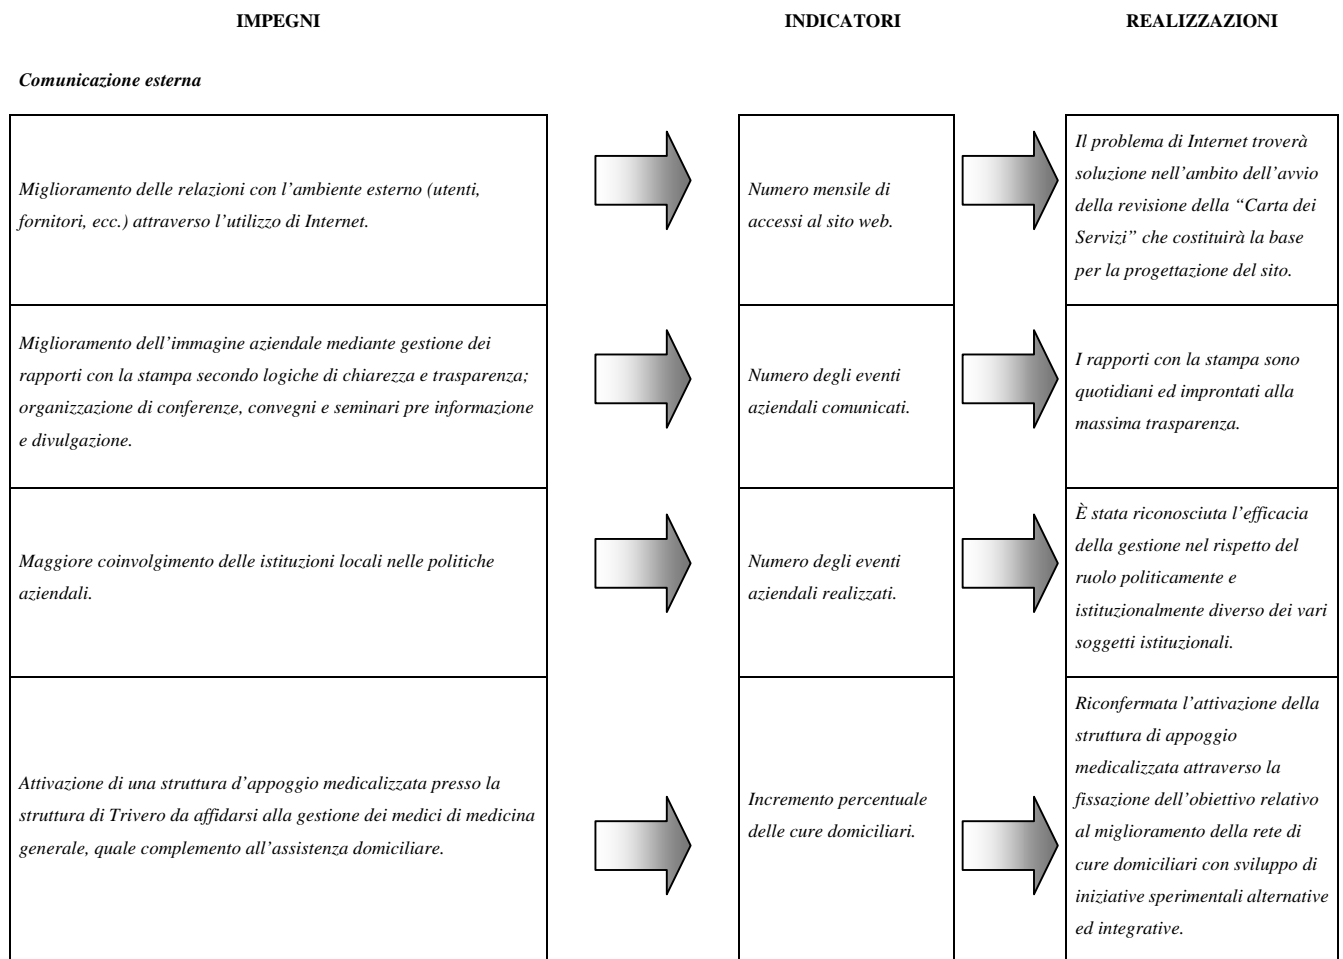 IMPEGNI
INDICATORI
REALIZZAZIONI
Comunicazione esterna
Miglioramento delle relazioni con l’ambiente esterno (utenti,
fornitori, ecc.) attraverso l’utilizzo di Internet.
Numero mensile di
accessi al sito web.
Il problema di Internet troverà
soluzione nell’ambito dell’avvio
della revisione della “Carta dei
Servizi” che costituirà la base
per la progettazione del sito.
Miglioramento dell’immagine aziendale mediante gestione dei
rapporti con la stampa secondo logiche di chiarezza e trasparenza;
organizzazione di conferenze, convegni e seminari pre informazione
e divulgazione.
Numero degli eventi
aziendali comunicati.
I rapporti con la stampa sono
quotidiani ed improntati alla
massima trasparenza.
Maggiore coinvolgimento delle istituzioni locali nelle politiche
aziendali.
Numero degli eventi
aziendali realizzati.
È stata riconosciuta l’efficacia
della gestione nel rispetto del
ruolo politicamente e
istituzionalmente diverso dei vari
soggetti istituzionali.
Attivazione di una struttura d’appoggio medicalizzata presso la
struttura di Trivero da affidarsi alla gestione dei medici di medicina
generale, quale complemento all’assistenza domiciliare.
Incremento percentuale
delle cure domiciliari.
Riconfermata l’attivazione della
struttura di appoggio
medicalizzata attraverso la
fissazione dell’obiettivo relativo
al miglioramento della rete di
cure domiciliari con sviluppo di
iniziative sperimentali alternative
ed integrative.